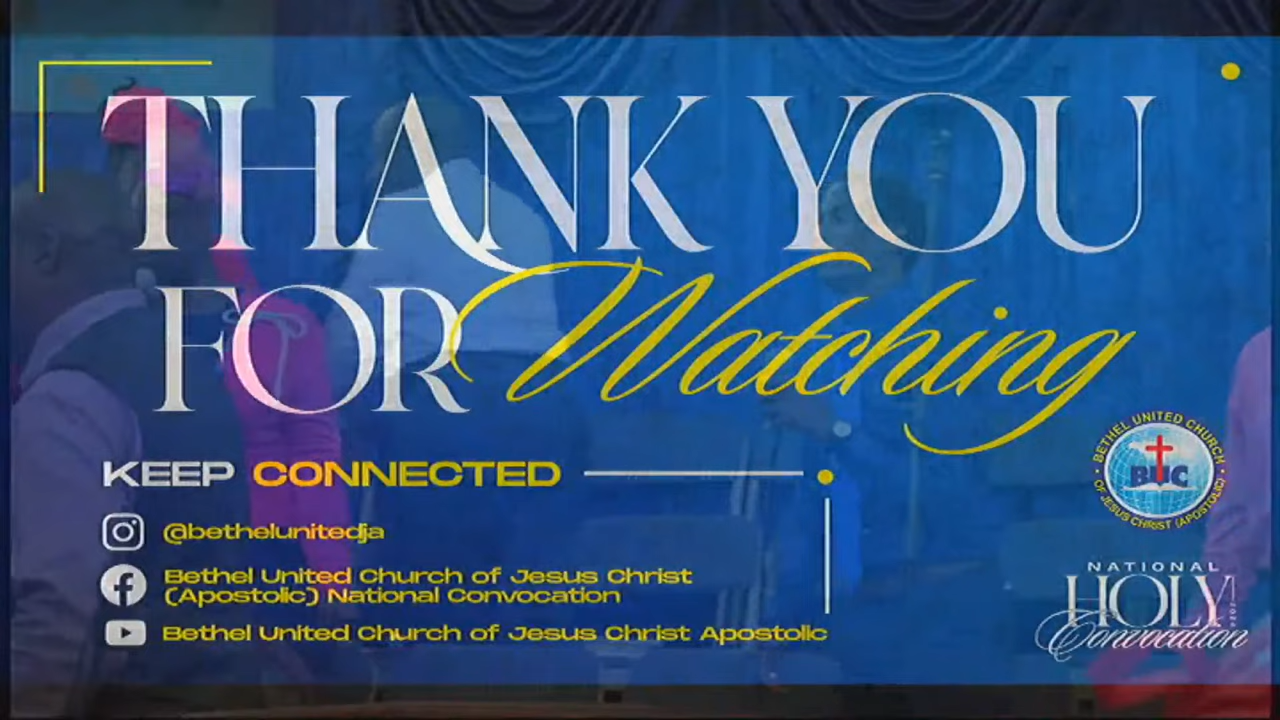 THANK YOU
FOR Watching
KEEP CONNECTED
@bethelunitedja
Bethel United Church of Jesus Christ
(Apostolic) National Convocation
Bethel United Church of Jesus Christ Apostolic
BETHEL UNITED CHURCH
BUC
OF JESUS CHRIST (APOSTOLIC)
NATIONAL
HOLY
Convocation